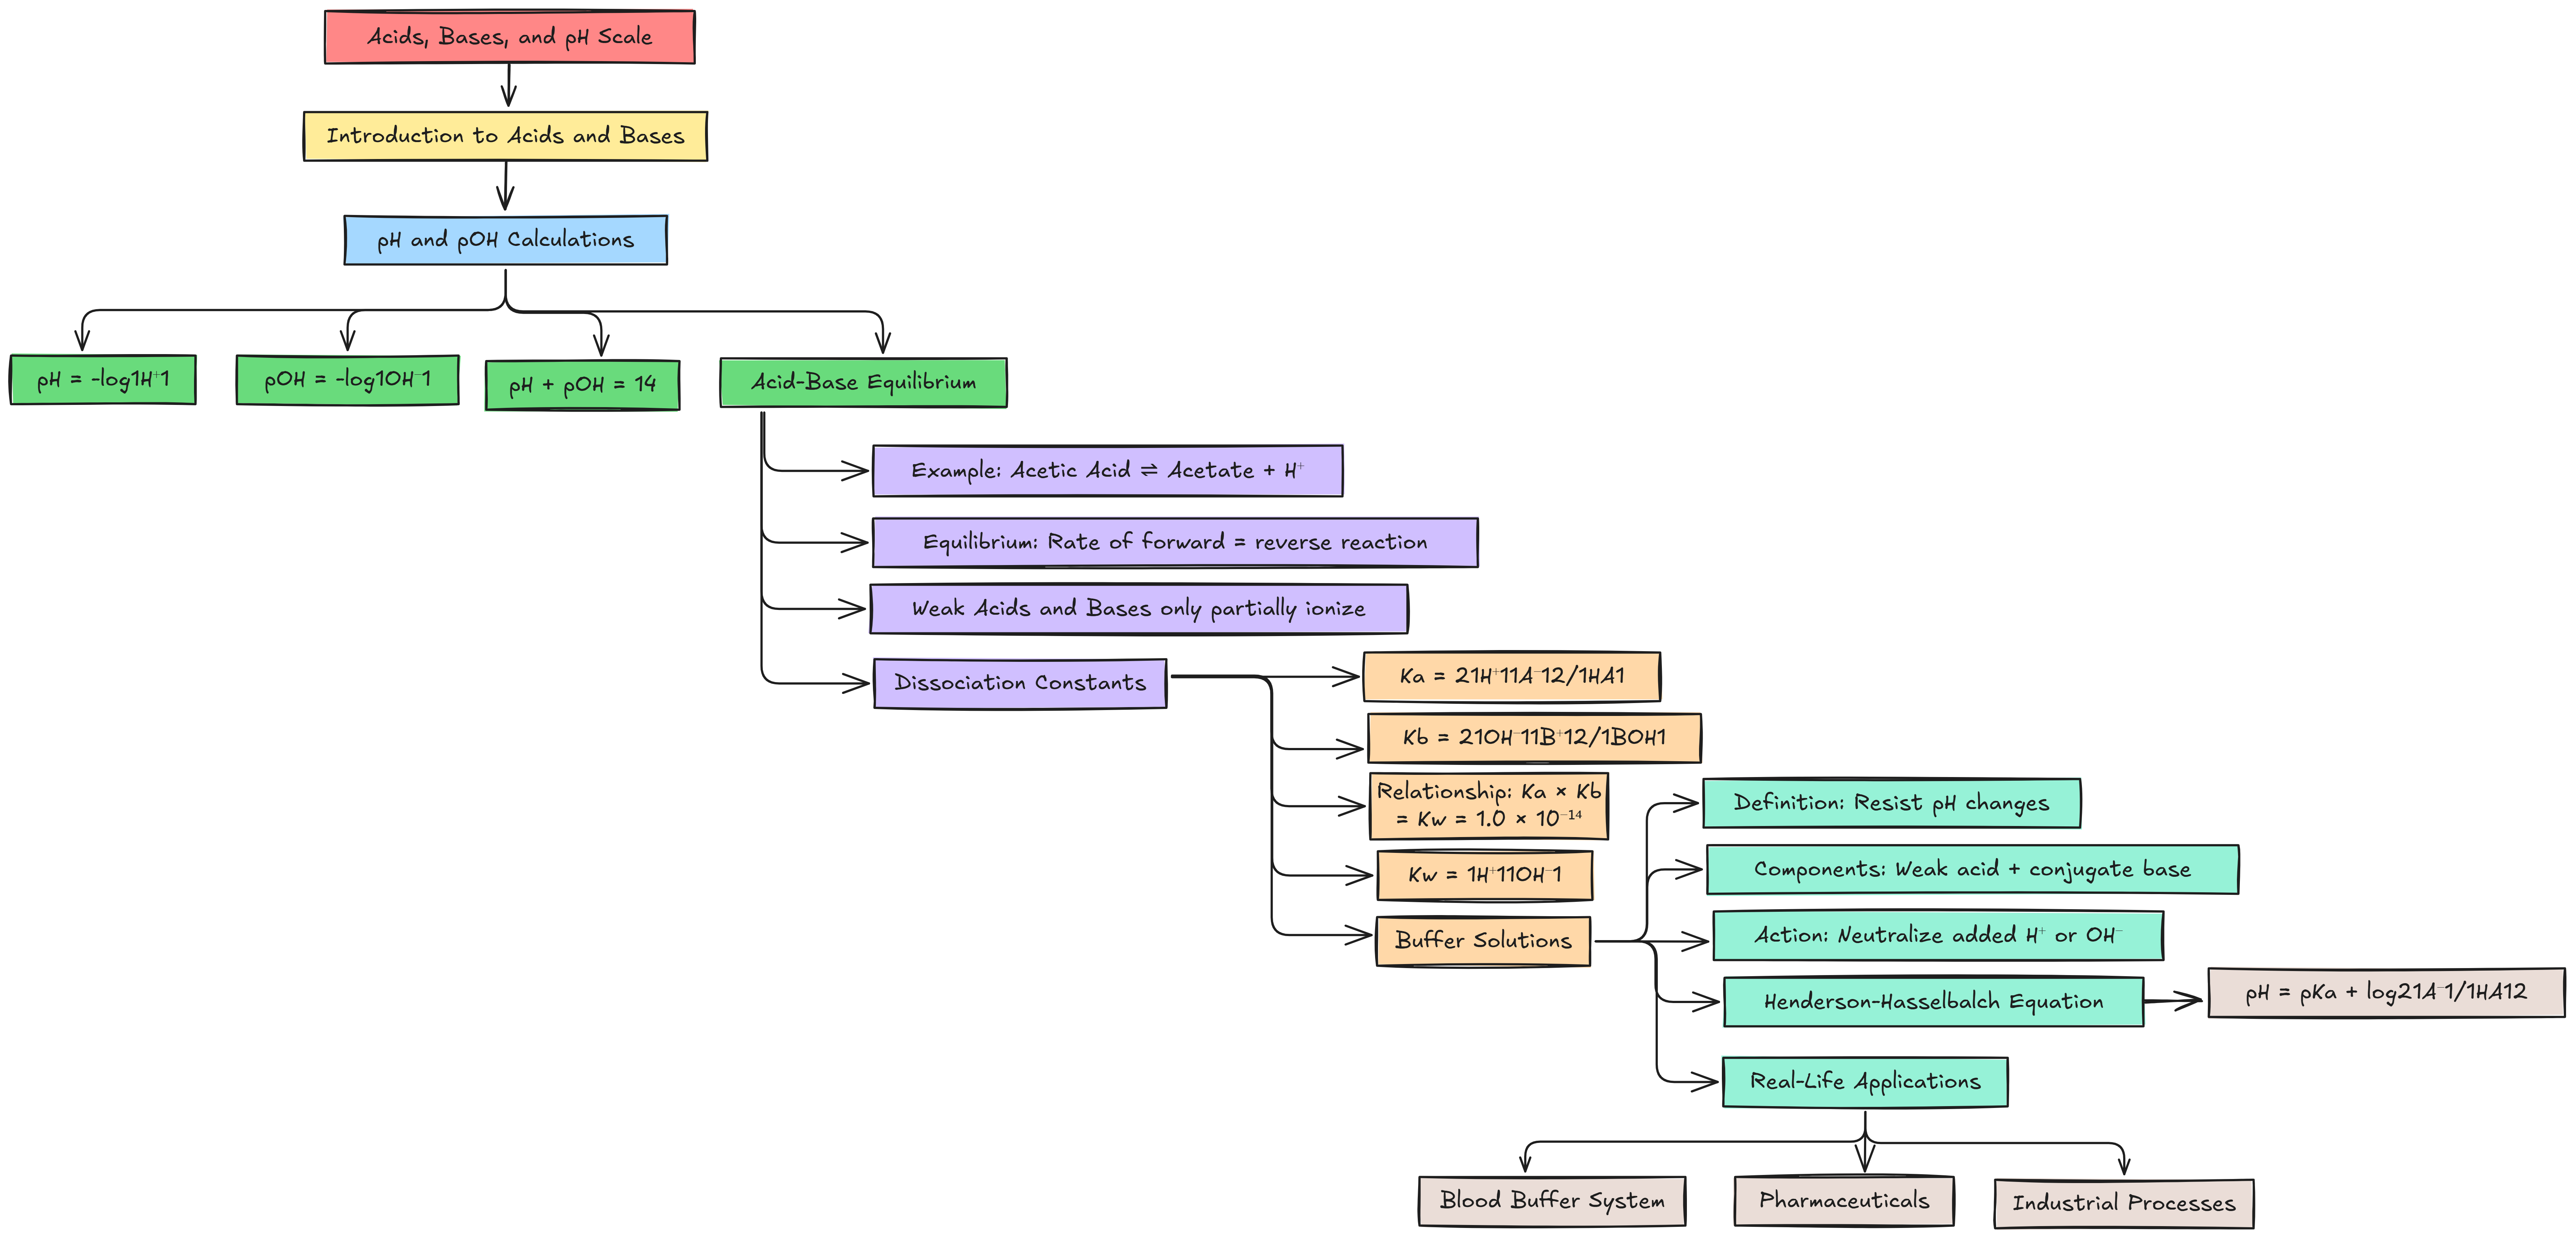 Acids, Bases, and pH Scale
Introduction to Acids and Bases
pH and pOH Calculations
pH = -log1H⁺1
pOH = -log1OH⁻1
pH + pOH = 14
Acid-Base Equilibrium
Example: Acetic Acid ⇌ Acetate + H⁺
Equilibrium: Rate of forward = reverse reaction
Weak Acids and Bases only partially ionize
Dissociation Constants
Ka = 21H⁺11A⁻12/1HA1
Kb = 21OH⁻11B⁺12/1BOH1
Relationship: Ka × Kb
= Kw = 1.0 × 10⁻¹⁴
Kw = 1H⁺11OH⁻1
Buffer Solutions
Definition: Resist pH changes
Components: Weak acid + conjugate base
Action: Neutralize added H⁺ or OH⁻
Henderson-Hasselbalch Equation
pH = pKa + log21A⁻1/1HA12
Real-Life Applications
Blood Buffer System
Pharmaceuticals
Industrial Processes